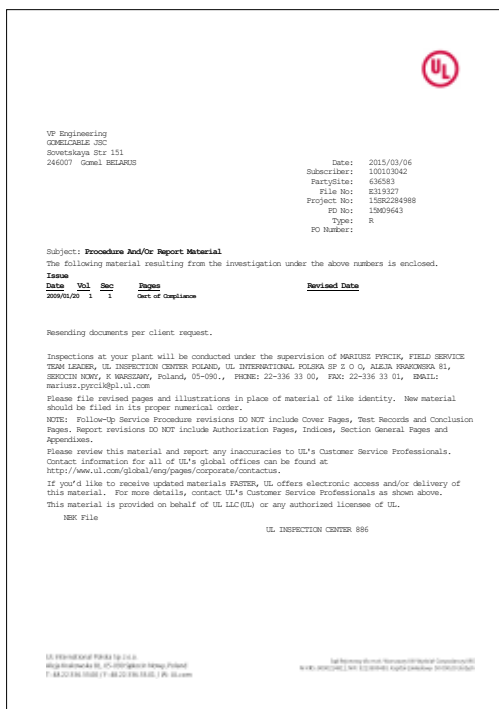 UL
VP Engineering
GOMELCABLE JSC
Sovetskaya Str 151
246007  Gomel BELARUS
Date: 2015/03/06
Subscriber: 100103042
PartySite: 636583
File No: E319327
Project No: 15SR2284988
PD No: 15M09643
Type: R
PO Number:
Subject: Procedure And/Or Report Material
The following material resulting from the investigation under the above numbers is enclosed.
Issue
Date Vol Sec Pages Revised Date
2009/01/20 1 1 Cert of Compliance
Resending documents per client request.
Inspections at your plant will be conducted under the supervision of MARIUSZ PYRCIK, FIELD SERVICE
TEAM LEADER, UL INSPECTION CENTER POLAND, UL INTERNATIONAL POLSKA SP Z O O, ALEJA KRAKOWSKA 81,
SEKOCIN NOWY, K WARSZAWY, Poland, 05-090., PHONE: 22-336 33 00, FAX: 22-336 33 01, EMAIL:
mariusz.pyrcik@pl.ul.com
Please file revised pages and illustrations in place of material of like identity. New material
should be filed in its proper numerical order.
NOTE: Follow-Up Service Procedure revisions DO NOT include Cover Pages, Test Records and Conclusion
Pages. Report revisions DO NOT include Authorization Pages, Indices, Section General Pages and
Appendixes.
Please review this material and report any inaccuracies to UL's Customer Service Professionals.
Contact information for all of UL's global offices can be found at
http://www.ul.com/global/eng/pages/corporate/contactus.
If you'd like to receive updated materials FASTER, UL offers electronic access and/or delivery of
this material. For more details, contact UL's Customer Service Professionals as shown above.
This material is provided on behalf of UL LLC(UL) or any authorized licensee of UL.
NBK File
UL INSPECTION CENTER 886
UL International Polska Sp. z o.o.